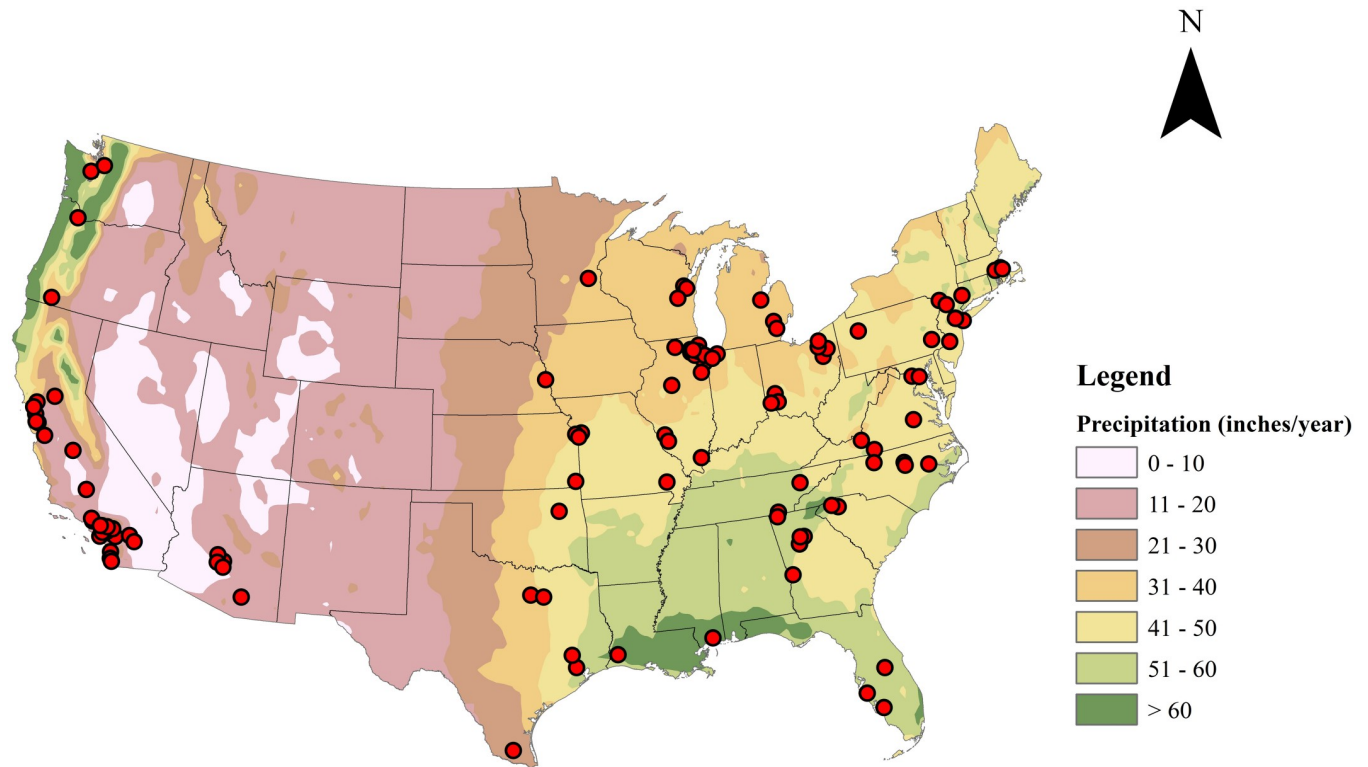 N
Legend
Precipitation (inches/year)
0 - 10
11 - 20
21 - 30
31 - 40
41 - 50
51 - 60
> 60